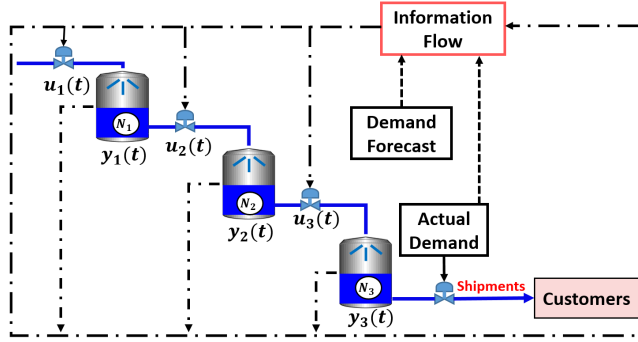 Information
Flow
u₁(t)
N₁
y₁(t)
u₂(t)
Demand
Forecast
N₂
y₂(t)
u₃(t)
Actual
Demand
N₃
y₃(t)
Shipments
Customers